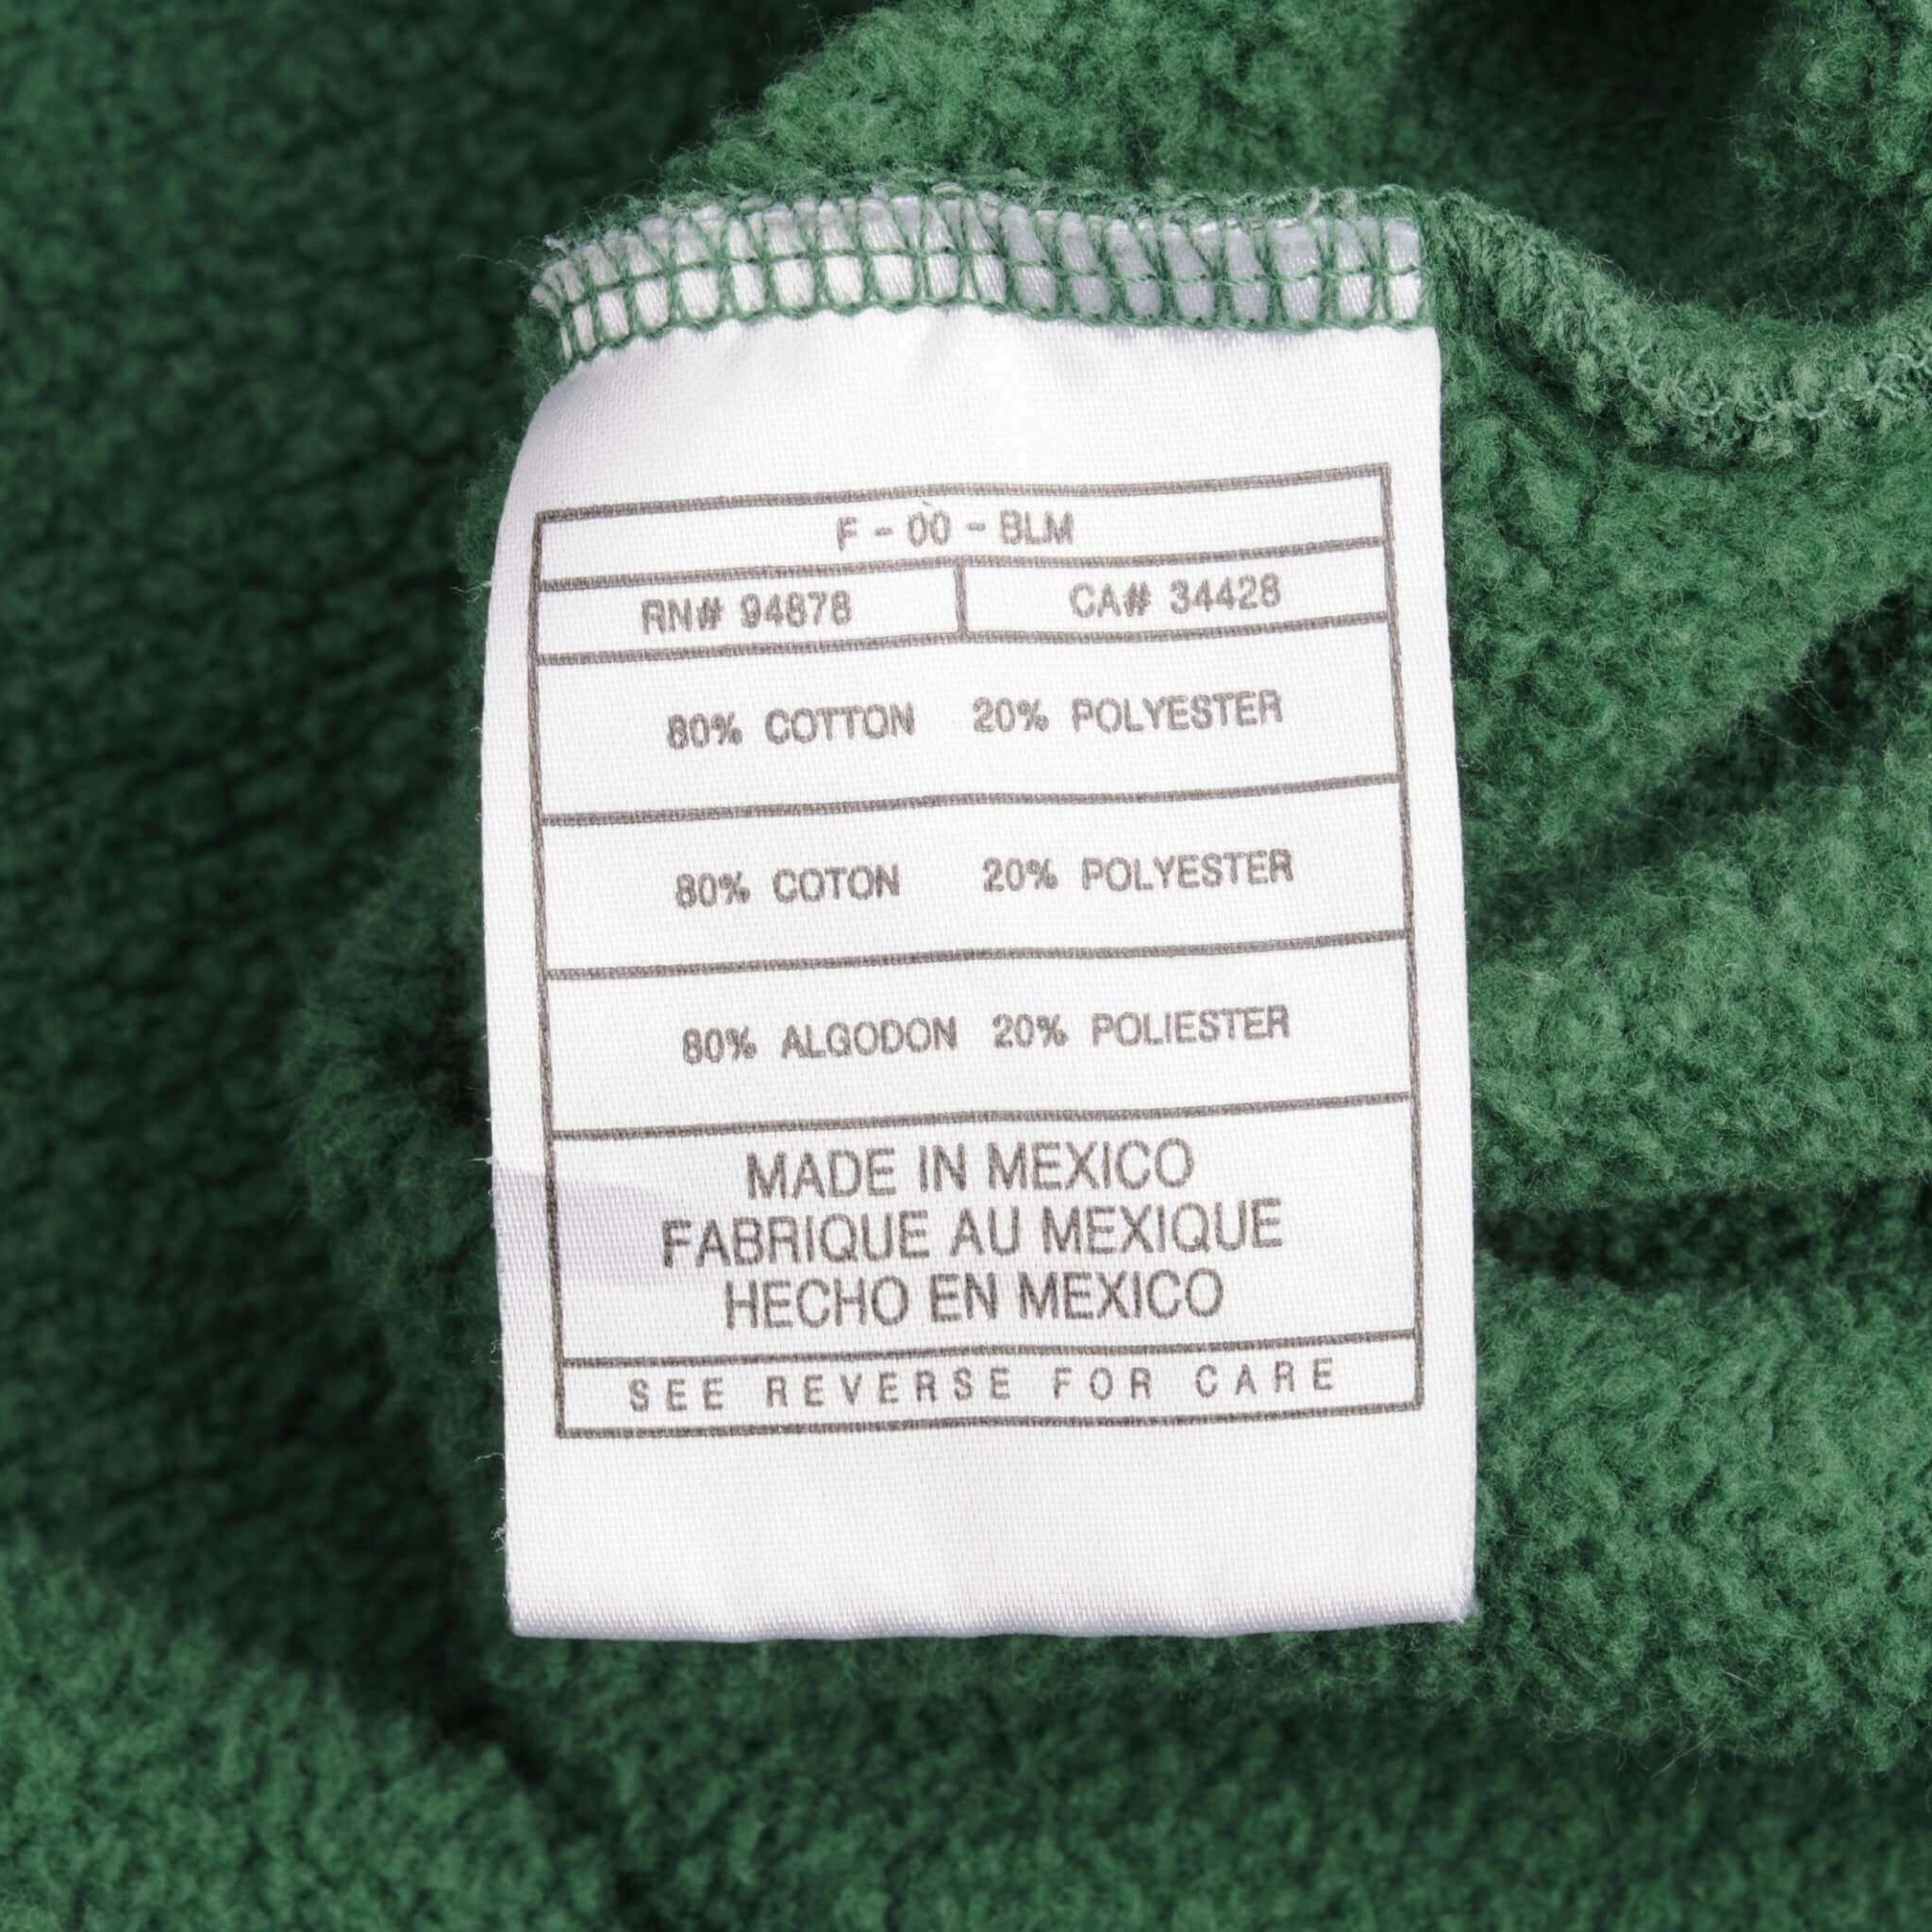 F - 00 - BLM
RN# 94878 CA# 34428
80% COTTON 20% POLYESTER
80% COTON 20% POLYESTER
80% ALGODON 20% POLIESTER
MADE IN MEXICO
FABRIQUE AU MEXIQUE
HECHO EN MEXICO
SEE REVERSE FOR CARE